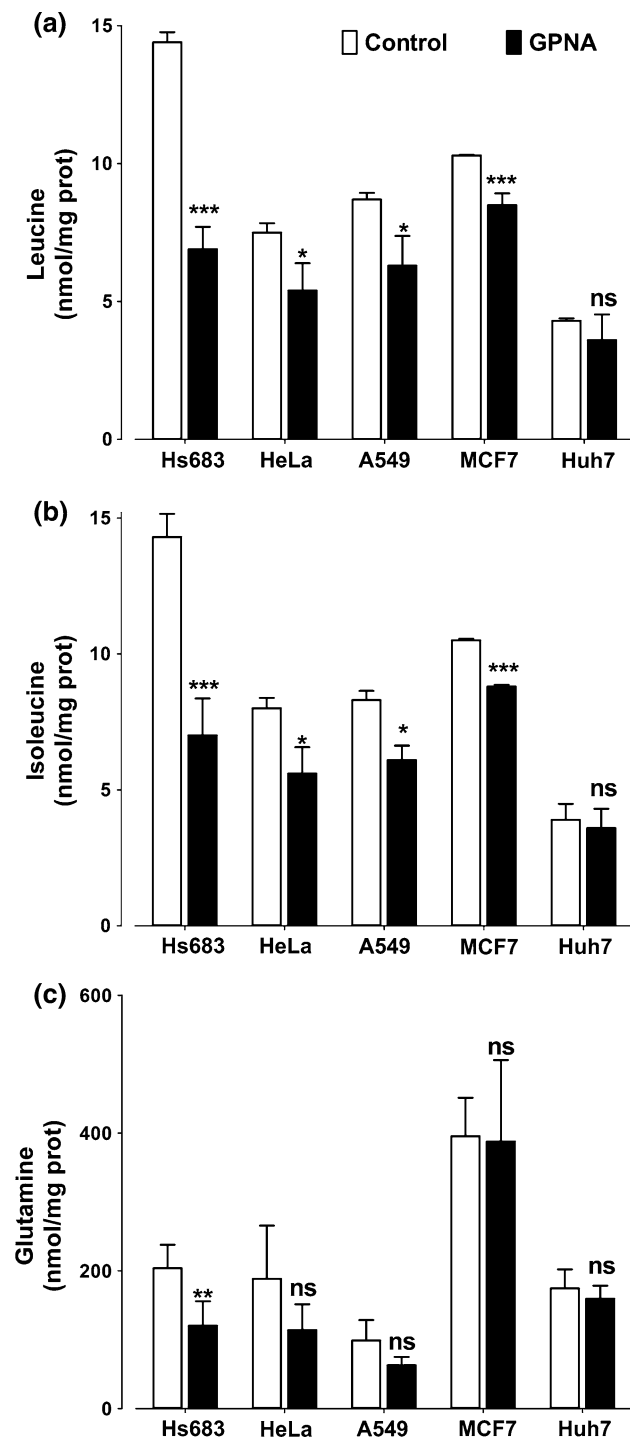 (a)
15
Control
GPNA
Leucine
(nmol/mg prot)
10
***
***
*
*
5
ns
0
Hs683 HeLa A549 MCF7 Huh7
(b)
15
Isoleucine
(nmol/mg prot)
10
***
***
*
*
5
ns
0
Hs683 HeLa A549 MCF7 Huh7
(c)
600
ns
Glutamine
(nmol/mg prot)
400
200
**
ns
ns
ns
0
Hs683 HeLa A549 MCF7 Huh7